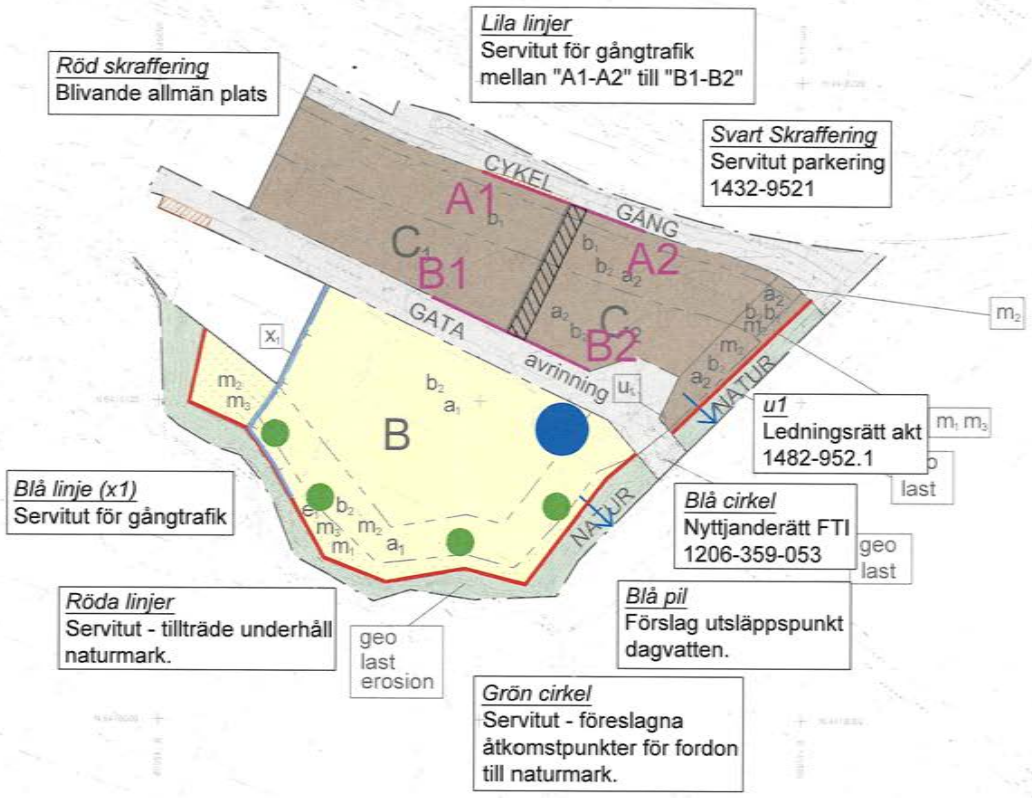 Lila linjer
Servitut för gångtrafik
mellan "A1-A2" till "B1-B2"
Röd skraffering
Blivande allmän plats
Svart Skraffering
Servitut parkering
1432-9521
CYKEL
GÅNG
A1
b₁
b₁
A2
b₂ a₂
C₁
B1
a₂
b₂
C
B2
a₂
b₂ b₁
m₂
m₂
b₂
a₂
m₂
GATA
avrinning
NATUR
x₁
u₁
m₂
m₃
b₂
a₁
B
u1
Ledningsrätt akt
1482-952.1
m₁ m₃
last
Blå linje (x1)
Servitut för gångtrafik
b₂
m₂
m₃
m₁
a₁
NATUR
Blå cirkel
Nyttjanderätt FTI
1206-359-053
geo
last
Röda linjer
Servitut - tillträde underhåll
naturmark.
geo
last
erosion
Blå pil
Förslag utsläppspunkt
dagvatten.
Grön cirkel
Servitut - föreslagna
åtkomstpunkter för fordon
till naturmark.